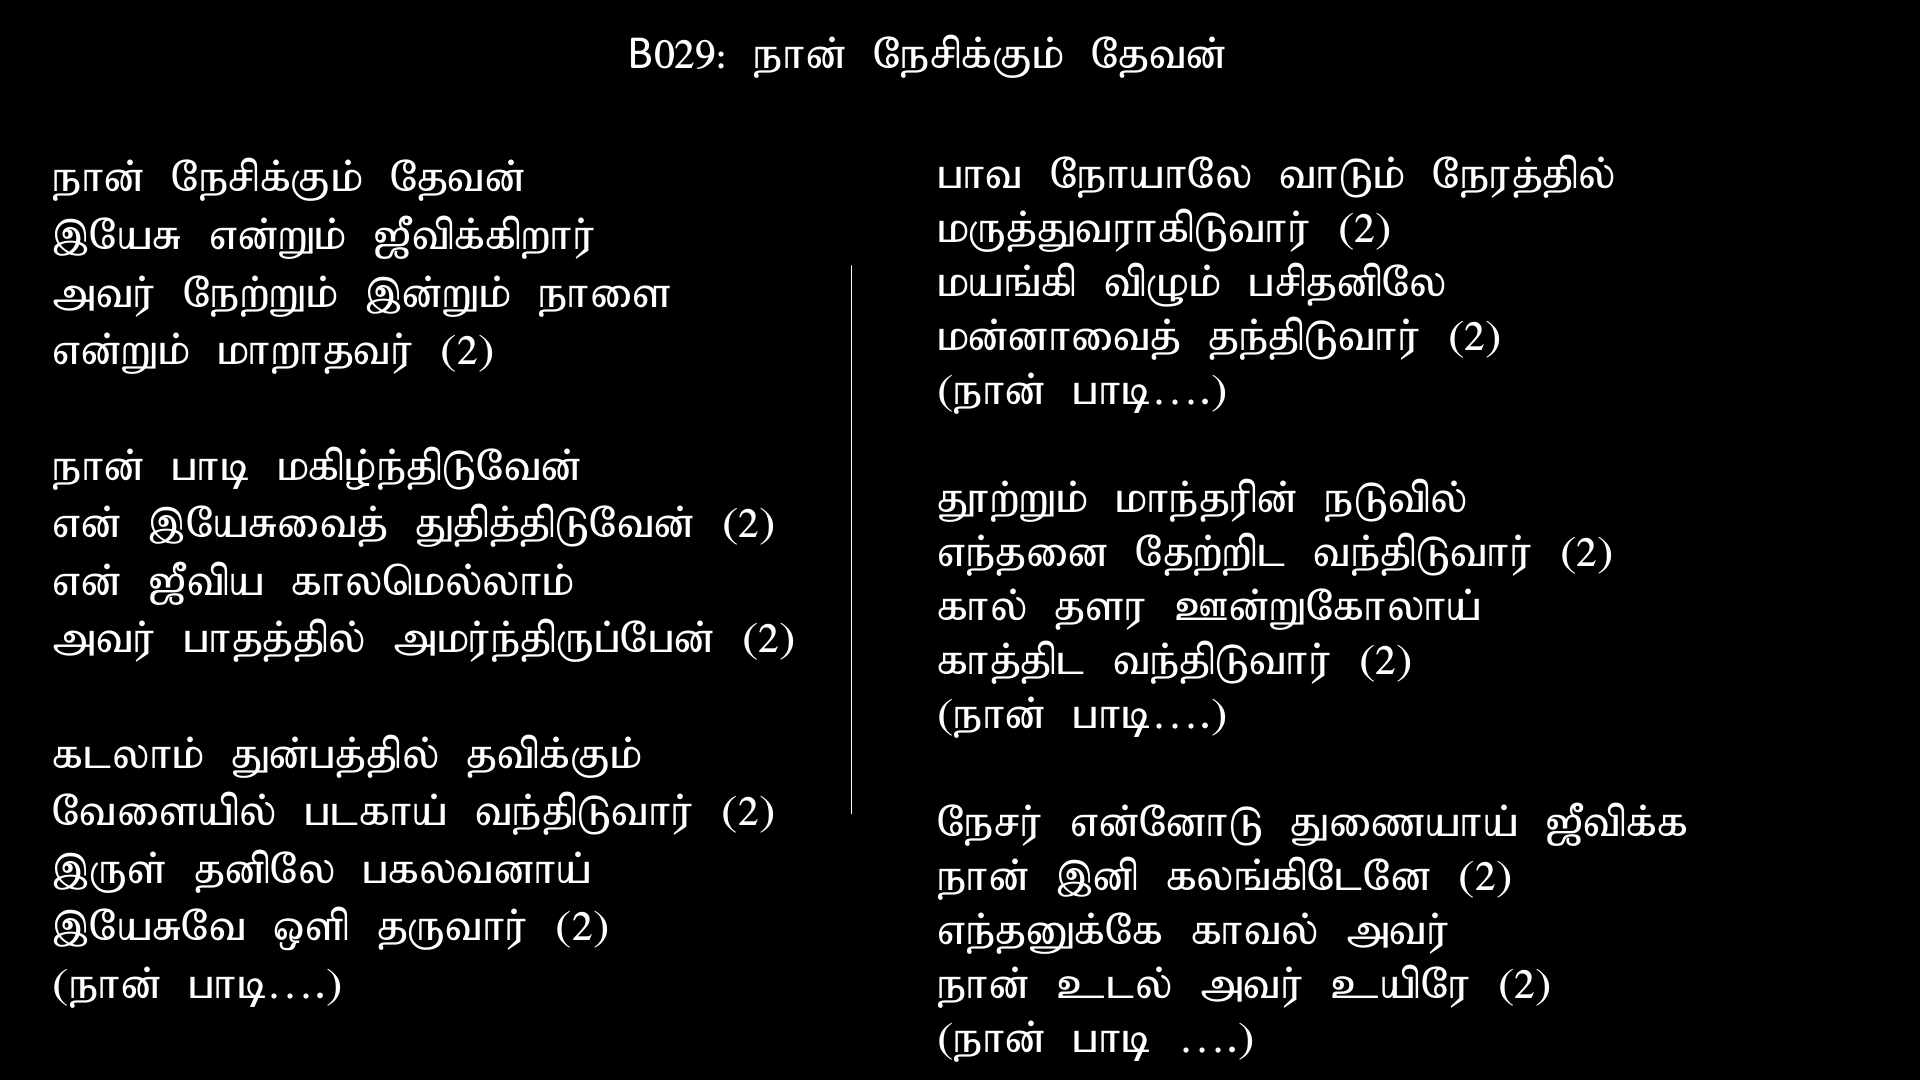 B029: நான் நேசிக்கும் தேவன்
நான் நேசிக்கும் தேவன்
இயேசு என்றும் ஜீவிக்கிறார்
அவர் நேற்றும் இன்றும் நாளை
என்றும் மாறாதவர் (2)
நான் பாடி மகிழ்ந்திடுவேன்
என் இயேசுவைத் துதித்திடுவேன் (2)
என் ஜீவிய காலமெல்லாம்
அவர் பாதத்தில் அமர்ந்திருப்பேன் (2)
கடலாம் துன்பத்தில் தவிக்கும்
வேளையில் படகாய் வந்திடுவார் (2)
இருள் தனிலே பகலவனாய்
இயேசுவே ஒளி தருவார் (2)
(நான் பாடி....)
பாவ நோயாலே வாடும் நேரத்தில்
மருத்துவராகிடுவார் (2)
மயங்கி விழும் பசிதனிலே
மன்னாவைத் தந்திடுவார் (2)
(நான் பாடி....)
தூற்றும் மாந்தரின் நடுவில்
எந்தனை தேற்றிட வந்திடுவார் (2)
கால் தளர ஊன்றுகோலாய்
காத்திட வந்திடுவார் (2)
(நான் பாடி....)
நேசர் என்னோடு துணையாய் ஜீவிக்க
நான் இனி கலங்கிடேனே (2)
எந்தனுக்கே காவல் அவர்
நான் உடல் அவர் உயிரே (2)
(நான் பாடி ....)